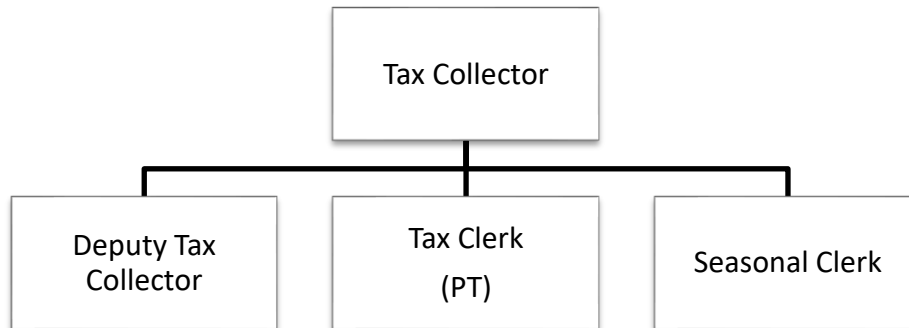 Tax Collector
Deputy Tax
Collector
Tax Clerk
(PT)
Seasonal Clerk